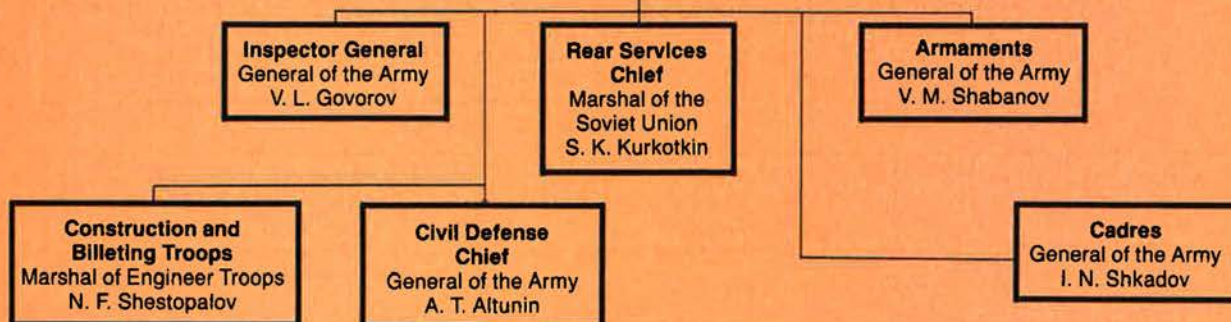 Inspector General
General of the Army
V. L. Govorov
Rear Services
Chief
Marshal of the
Soviet Union
S. K. Kurkotkin
Armaments
General of the Army
V. M. Shabanov
Construction and
Billeting Troops
Marshal of Engineer Troops
N. F. Shestopalov
Civil Defense
Chief
General of the Army
A. T. Altunin
Cadres
General of the Army
I. N. Shkadov